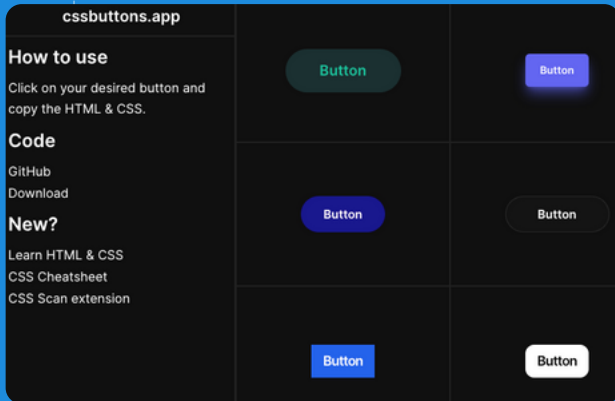 cssbuttons.app
How to use
Click on your desired button and
copy the HTML & CSS.
Code
GitHub
Download
New?
Learn HTML & CSS
CSS Cheatsheet
CSS Scan extension
Button
Button
Button
Button
Button
Button